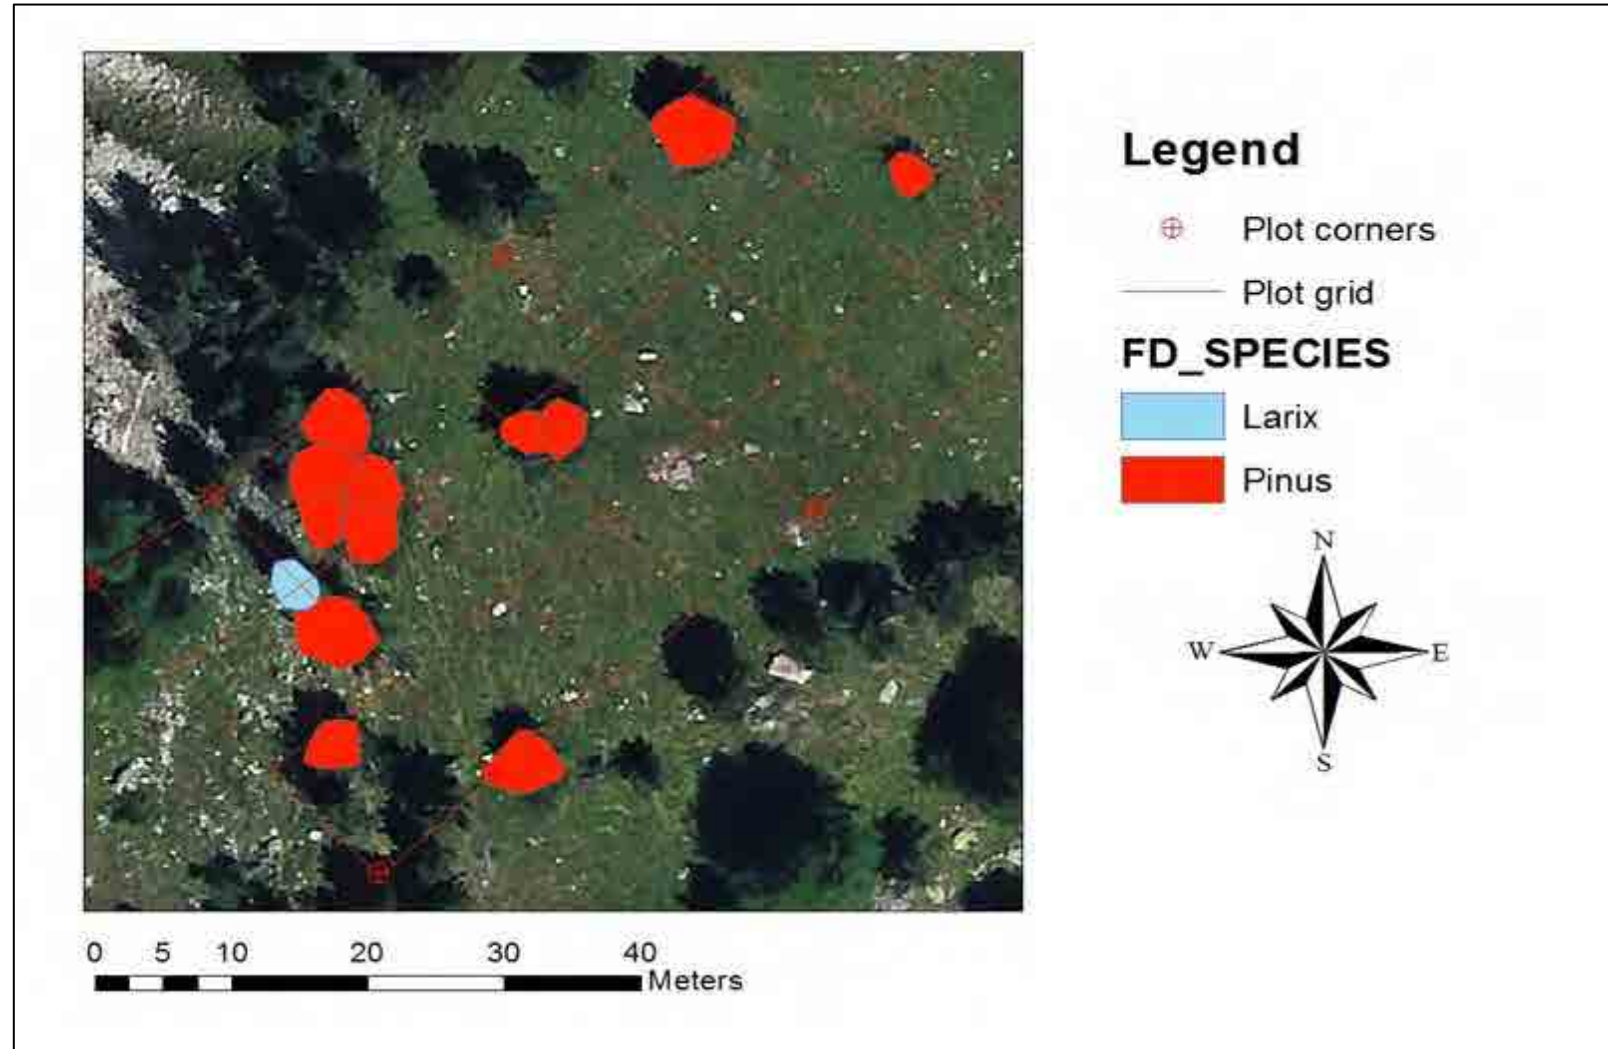 Legend
Plot corners
Plot grid
FD_SPECIES
Larix
Pinus
N
W E
S
0 5 10 20 30 40
Meters